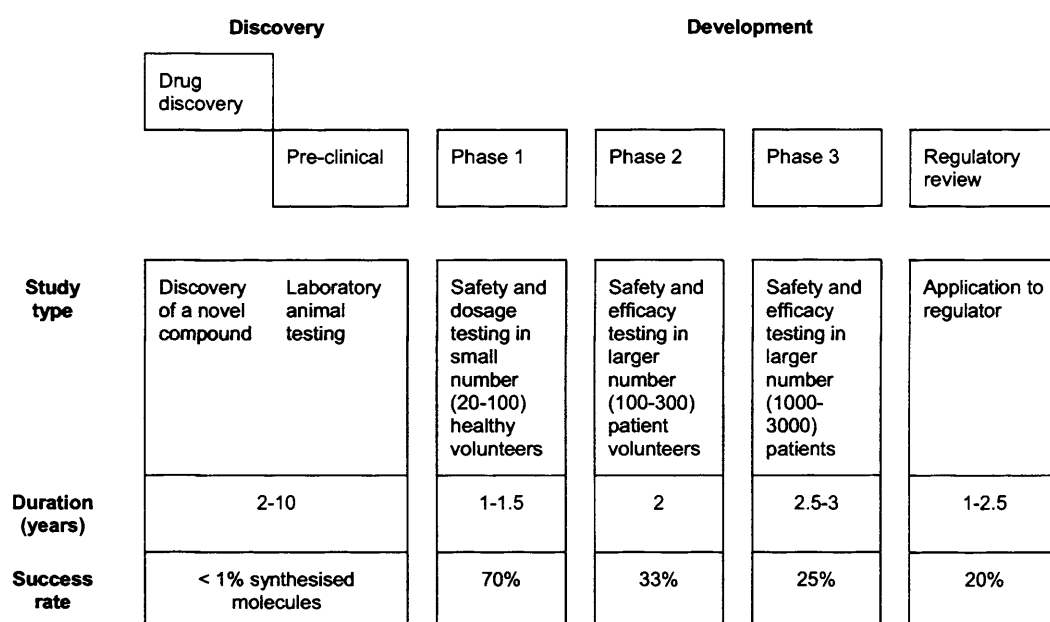 Discovery
Development
Drug
discovery
Pre-clinical
Phase 1
Phase 2
Phase 3
Regulatory
review
Study
type
Discovery
of a novel
compound
Laboratory
animal
testing
Safety and
dosage
testing in
small
number
(20-100)
healthy
volunteers
Safety and
efficacy
testing in
larger
number
(100-300)
patient
volunteers
Safety and
efficacy
testing in
larger
number
(1000-
3000)
patients
Application to
regulator
Duration
(years)
2-10
1-1.5
2
2.5-3
1-2.5
Success
rate
< 1% synthesised
molecules
70%
33%
25%
20%